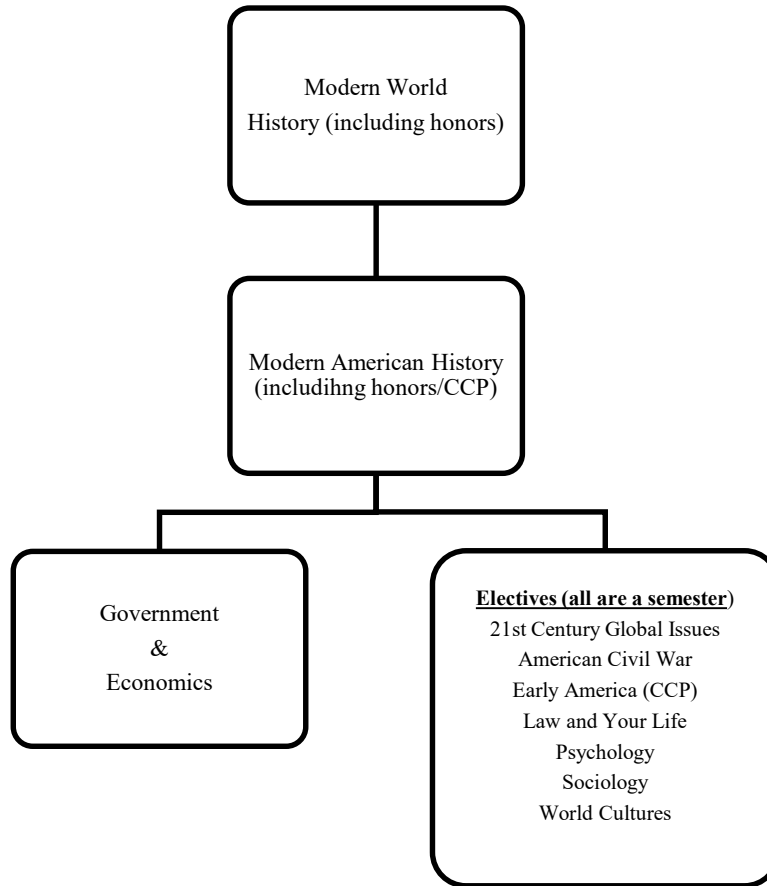 Modern World
History (including honors)
Modern American History
(includihng honors/CCP)
Government
&
Economics
Electives (all are a semester)
21st Century Global Issues
American Civil War
Early America (CCP)
Law and Your Life
Psychology
Sociology
World Cultures